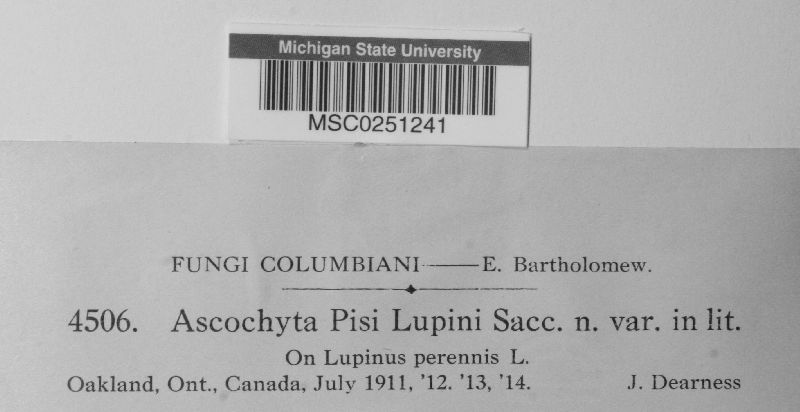 Michigan State University
MSC0251241
FUNGI COLUMBIANI——E. Bartholomew.
4506. Ascochyta Pisi Lupini Sacc. n. var. in lit.
On Lupinus perennis L.
Oakland, Ont., Canada, July 1911, '12. '13, '14. J. Dearness